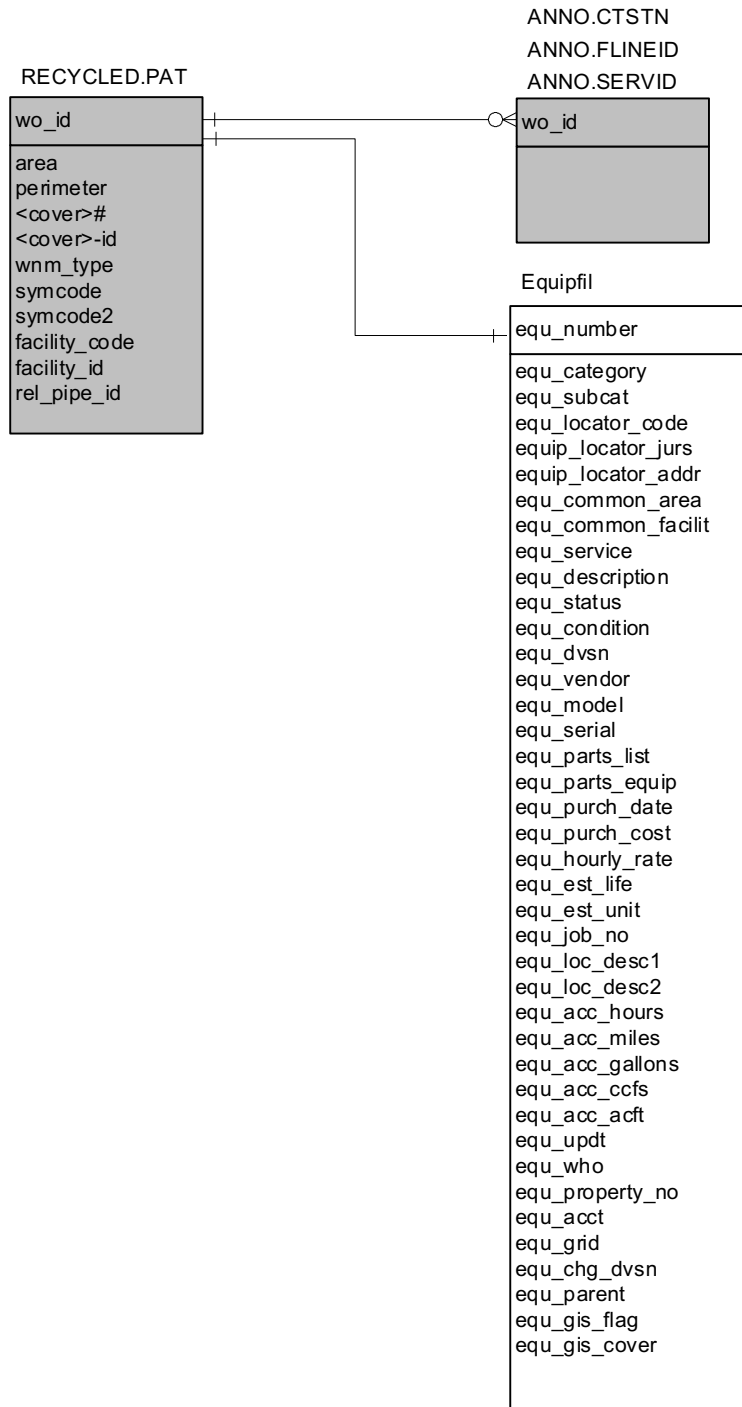 RECYCLED.PAT
wo_id
area
perimeter
<cover>#
<cover>-id
wnm_type
symcode
symcode2
facility_code
facility_id
rel_pipe_id
ANNO.CTSTN
ANNO.FLINEID
ANNO.SERVID
wo_id
Equipfil
equ_number
equ_category
equ_subcat
equ_locator_code
equip_locator_jurs
equip_locator_addr
equ_common_area
equ_common_facilit
equ_service
equ_description
equ_status
equ_condition
equ_dvsn
equ_vendor
equ_model
equ_serial
equ_parts_list
equ_parts_equip
equ_purch_date
equ_purch_cost
equ_hourly_rate
equ_est_life
equ_est_unit
equ_job_no
equ_loc_desc1
equ_loc_desc2
equ_acc_hours
equ_acc_miles
equ_acc_gallons
equ_acc_ccfs
equ_acc_acft
equ_updt
equ_who
equ_property_no
equ_acct
equ_grid
equ_chg_dvsn
equ_parent
equ_gis_flag
equ_gis_cover